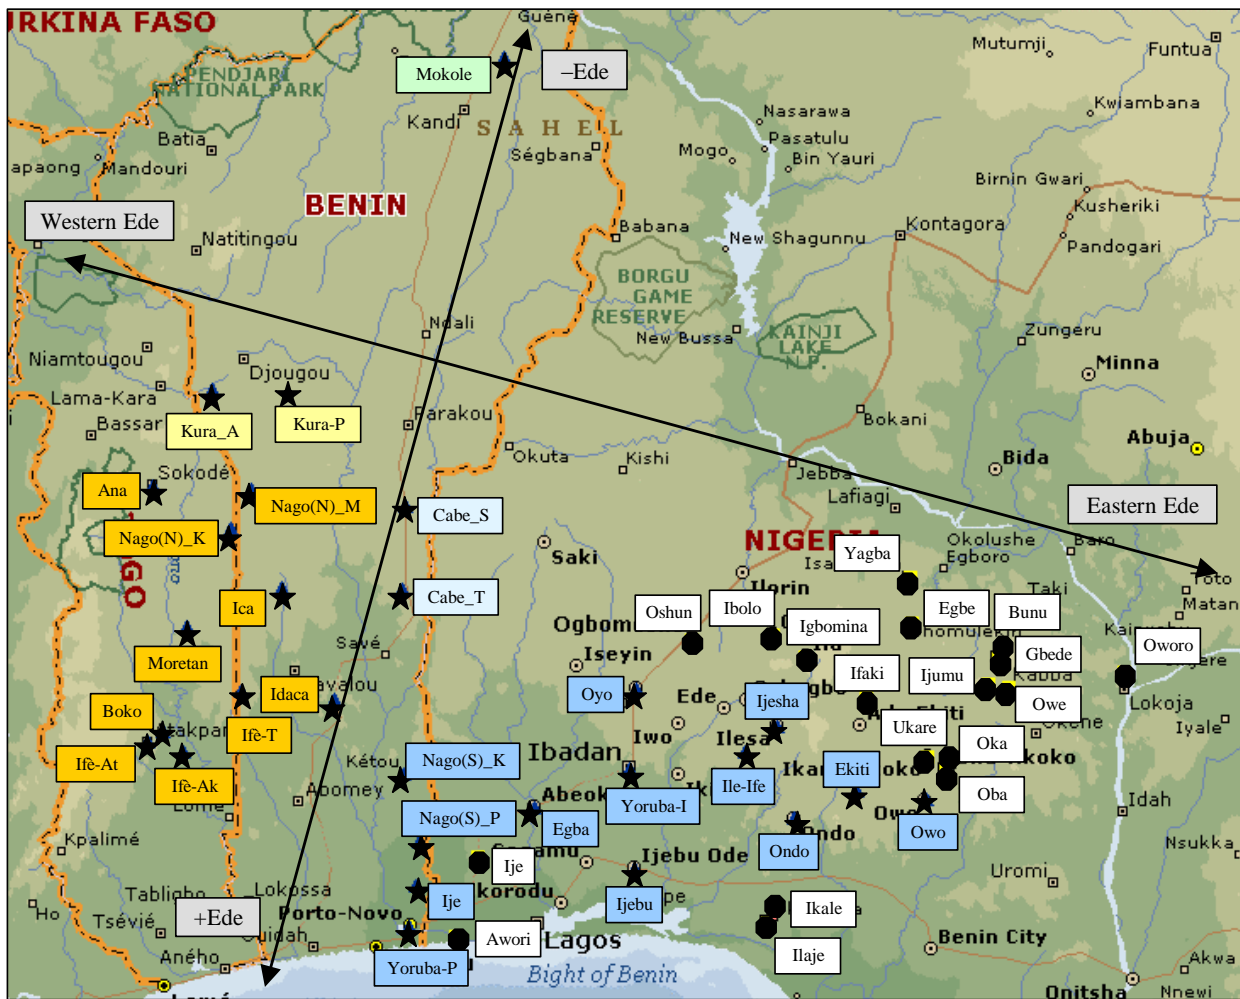 Guéné
Mutumji
Funtua
PENDJARI
NATIONAL PARK
Mokole
–Ede
Kandi
SAHEL
Nasarawa
Kwiambana
Batia
Ségbana
Mogo
Pasatulu
Bin Yauri
Mandouri
Birnin Gwari
BENIN
Kusheriki
Western Ede
Natitingou
Babana
New Shagunnu
Kontagora
Pandogari
BORGU
GAME
RESERVE
Ndali
New Bussa
KAINJI
LAKE
N.P.
Zungeru
Niamtougou
Djougou
Minna
Lama-Kara
Bassar
Kura_A
Kura-P
Parakou
Bokani
Okuta
Kishi
Abuja
Sokodé
Jebba
Bida
Ana
Nago(N)_M
Cabe_S
Lafiagi
Eastern Ede
Nago(N)_K
Saki
NIGERIA
Yagba
Okolushe
Egboro
Baro
Ilorin
Toto
Ica
Cabe_T
Oshun
Ibolo
Igbomina
Egbe
Bunu
Taki
Matan
Moretan
Savé
Iseyin
Ifaki
Ijumu
Gbede
Kabba
Oworo
Idaca
Oyo
Ede
Ijesha
Owe
Lokoja
Boko
Ifè-T
Iwo
Ilesa
Ukare
Oka
Iyale
Ifè-At
Ifè-Ak
Kétou
Nago(S)_K
Ibadan
Ile-Ife
Ekiti
Oba
Abomey
Yoruba-I
Idah
Nago(S)_P
Egba
Ondo
Owo
Kpalimé
Ije
Ijebu Ode
Nsukka
Uromi
Tabligbo
Lokossa
Ije
Ijebu
Ikale
Ho
Tsévié
+Ede
Porto-Novo
Awori
Lagos
Ilaje
Benin City
Aného
Yoruba-P
Bight of Benin
Akwa
Onitsha
Nnewi